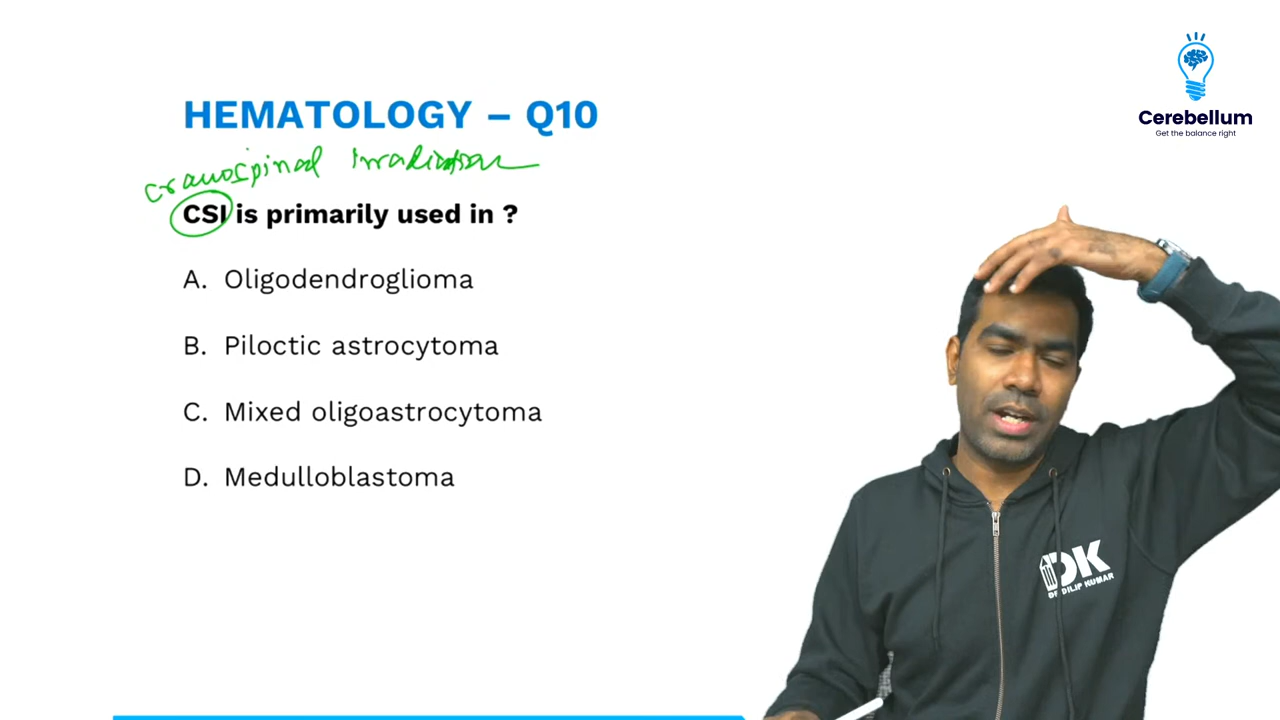 Cerebellum
Get the balance right
HEMATOLOGY – Q10
cranospinal Irradiation
CSI is primarily used in ?
A. Oligodendroglioma
B. Piloctic astrocytoma
C. Mixed oligoastrocytoma
D. Medulloblastoma
DK
DR DILIP KUMAR